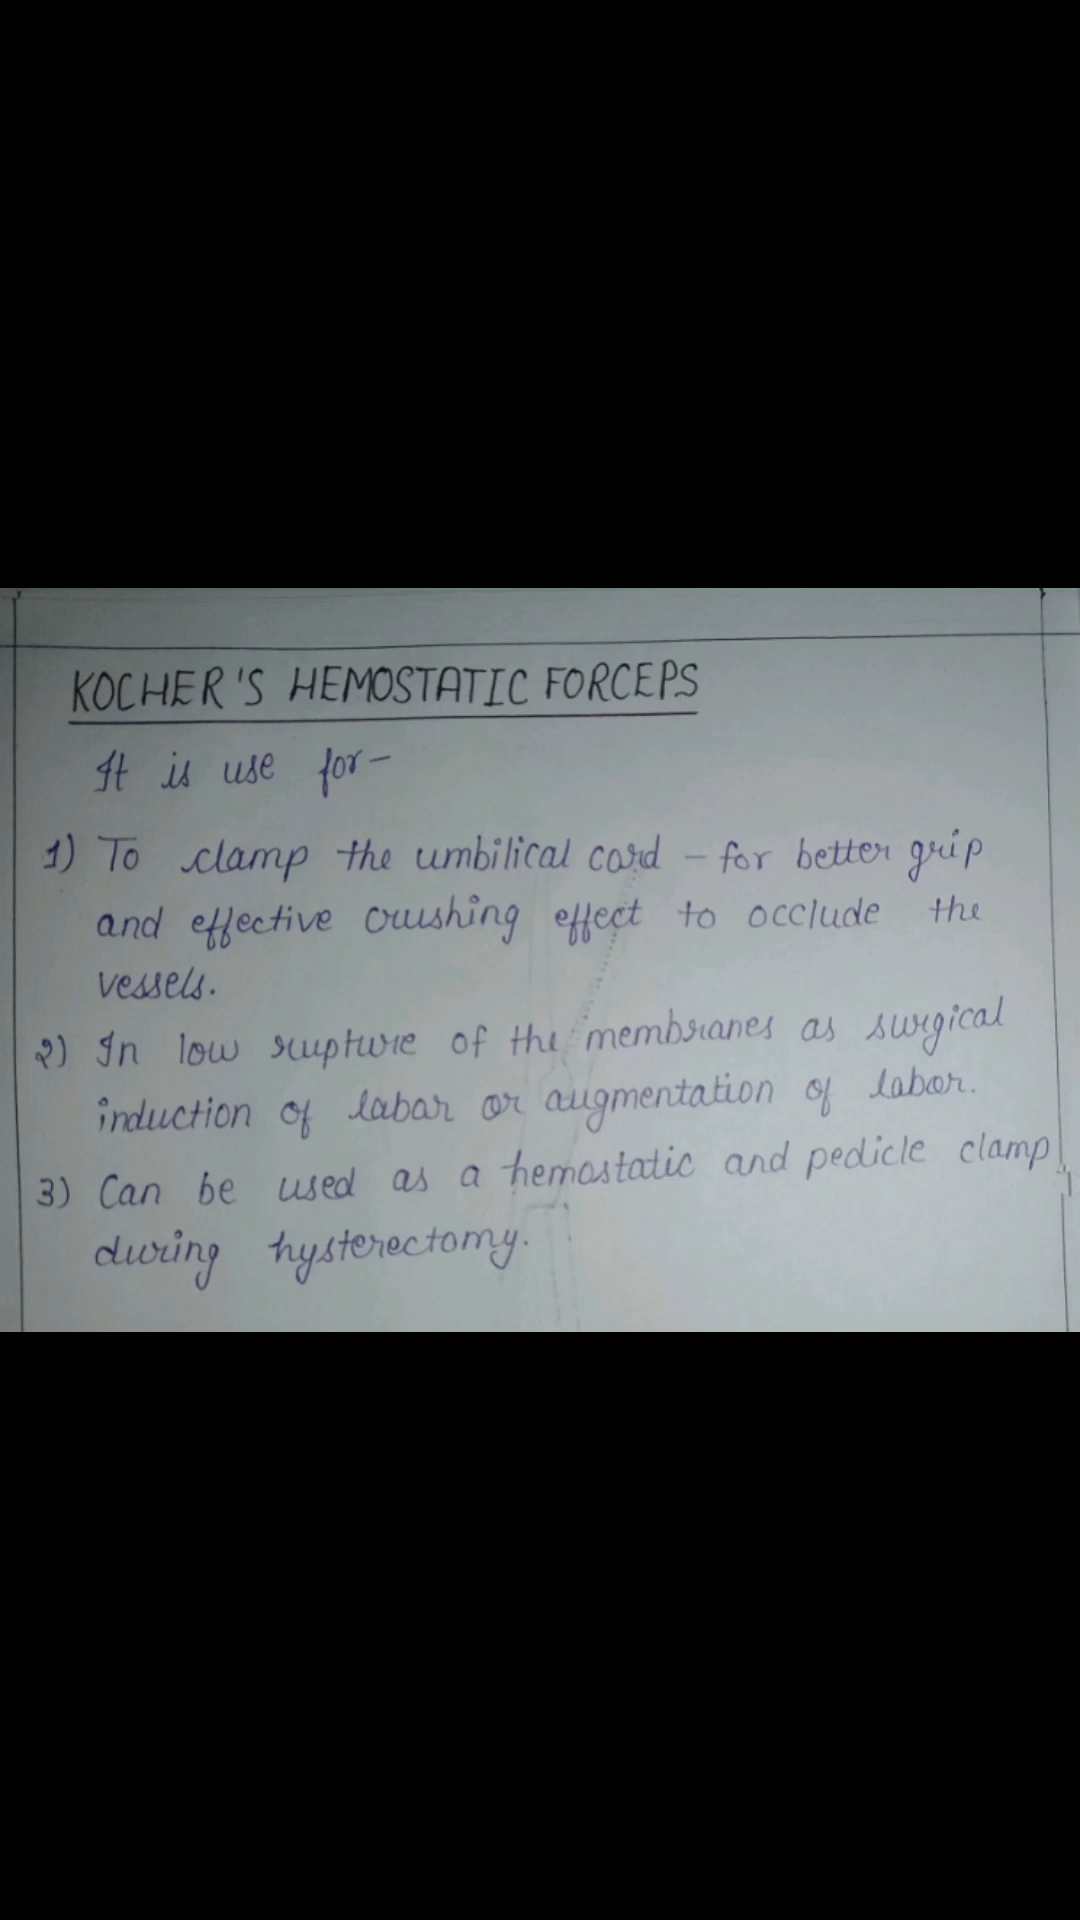 KOCHER'S HEMOSTATIC FORCEPS
It is use for-
1) To clamp the umbilical cord - for better grip
and effective crushing effect to occlude the
vessels.
2) In low rupture of the membranes as surgical
induction of labar or augmentation of labor.
3) Can be used as a hemostatic and pedicle clamp
during hysterectomy.